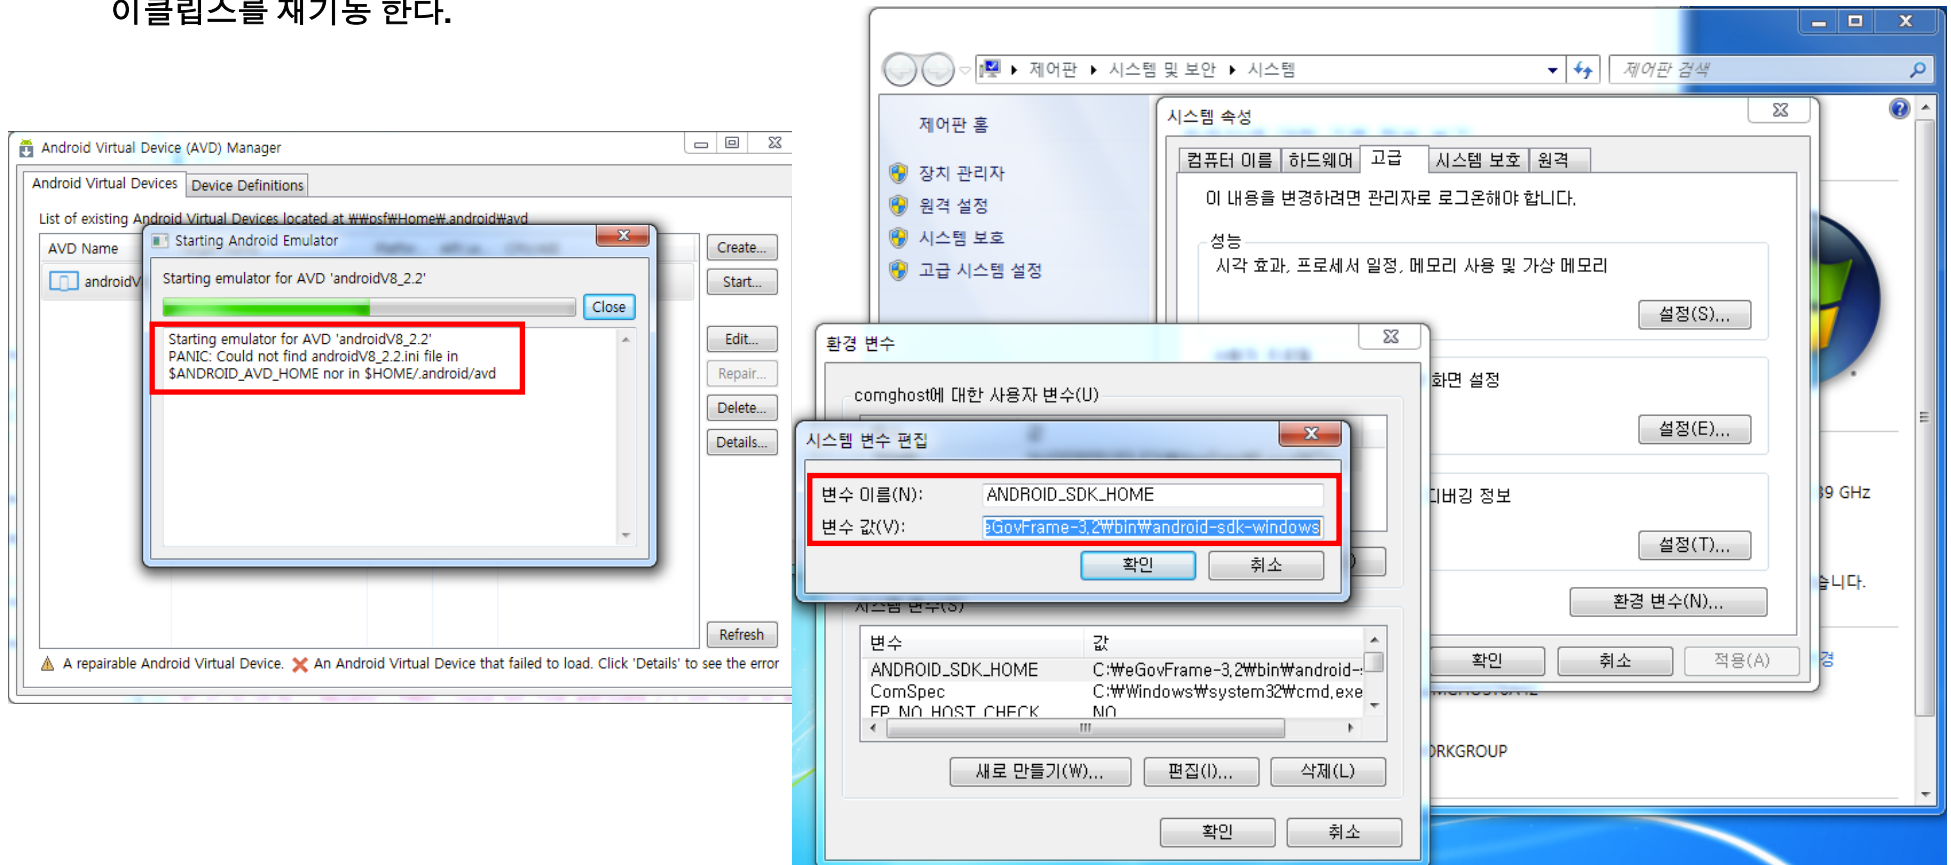 이클립스를 재기동 한다.
Android Virtual Device (AVD) Manager
Android Virtual Devices
Device Definitions
List of existing Android Virtual Devices located at ₩₩psf₩Home₩.android₩avd
AVD Name
androidV
Create...
Start...
Edit...
Repair...
Delete...
Details...
Refresh
Starting Android Emulator
Starting emulator for AVD 'androidV8_2.2'
Close
Starting emulator for AVD 'androidV8_2.2'
PANIC: Could not find androidV8_2.2.ini file in
$ANDROID_AVD_HOME nor in $HOME/.android/avd
A repairable Android Virtual Device.
An Android Virtual Device that failed to load. Click 'Details' to see the error
제어판 ▸ 시스템 및 보안 ▸ 시스템
제어판 검색
제어판 홈
장치 관리자
원격 설정
시스템 보호
고급 시스템 설정
시스템 속성
컴퓨터 이름
하드웨어
고급
시스템 보호
원격
이 내용을 변경하려면 관리자로 로그온해야 합니다.
성능
시각 효과, 프로세서 일정, 메모리 사용 및 가상 메모리
설정(S)...
화면 설정
설정(E)...
디버깅 정보
설정(T)...
환경 변수(N)...
확인
취소
적용(A)
39 GHz
습니다.
경
ORKGROUP
환경 변수
comghost에 대한 사용자 변수(U)
시스템 변수 편집
변수 이름(N):
ANDROID_SDK_HOME
변수 값(V):
eGovFrame-3.2₩bin₩android-sdk-windows
확인
취소
시스템 변수(S)
변수
값
ANDROID_SDK_HOME
C:₩eGovFrame-3.2₩bin₩android-s
ComSpec
C:₩Windows₩system32₩cmd.exe
FP_NO_HOST_CHECK
NO
새로 만들기(W)...
편집(I)...
삭제(L)
확인
취소